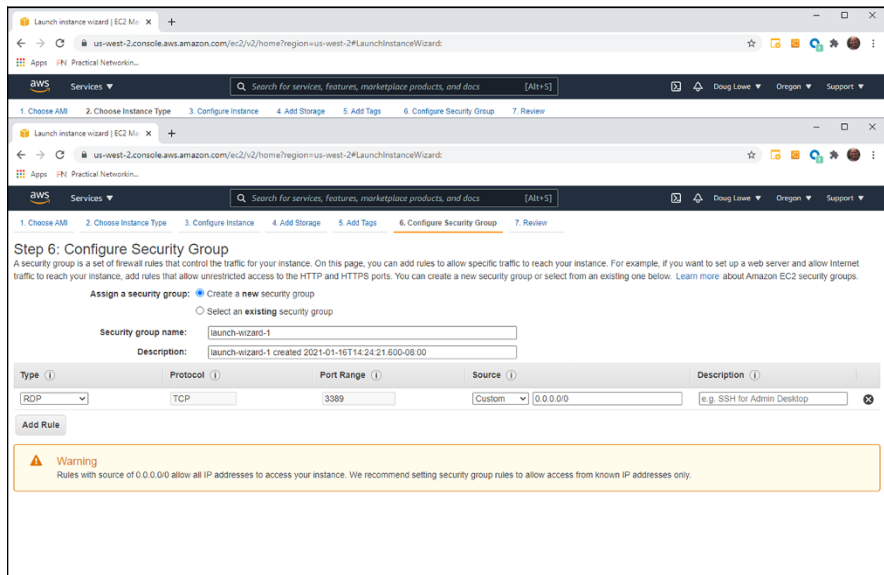 Launch instance wizard | EC2 Me
us-west-2.console.aws.amazon.com/ec2/v2/home?region=us-west-2#LaunchInstanceWizard:
Apps PN Practical Networkin...
aws Services Search for services, features, marketplace products, and docs [Alt+S] Doug Lowe Oregon Support
1. Choose AMI 2. Choose Instance Type 3. Configure Instance 4. Add Storage 5. Add Tags 6. Configure Security Group 7. Review
Launch instance wizard | EC2 Me
us-west-2.console.aws.amazon.com/ec2/v2/home?region=us-west-2#LaunchInstanceWizard:
Apps PN Practical Networkin...
aws Services Search for services, features, marketplace products, and docs [Alt+S] Doug Lowe Oregon Support
1. Choose AMI 2. Choose Instance Type 3. Configure Instance 4. Add Storage 5. Add Tags 6. Configure Security Group 7. Review
Step 6: Configure Security Group
A security group is a set of firewall rules that control the traffic for your instance. On this page, you can add rules to allow specific traffic to reach your instance. For example, if you want to set up a web server and allow Internet
traffic to reach your instance, add rules that allow unrestricted access to the HTTP and HTTPS ports. You can create a new security group or select from an existing one below. Learn more about Amazon EC2 security groups.
Assign a security group: Create a new security group
Select an existing security group
Security group name: launch-wizard-1
Description: launch-wizard-1 created 2021-01-16T14:24:21.600-08:00
Type Protocol Port Range Source Description
RDP TCP 3389 Custom 0.0.0.0/0 e.g. SSH for Admin Desktop
Add Rule
Warning
Rules with source of 0.0.0.0/0 allow all IP addresses to access your instance. We recommend setting security group rules to allow access from known IP addresses only.